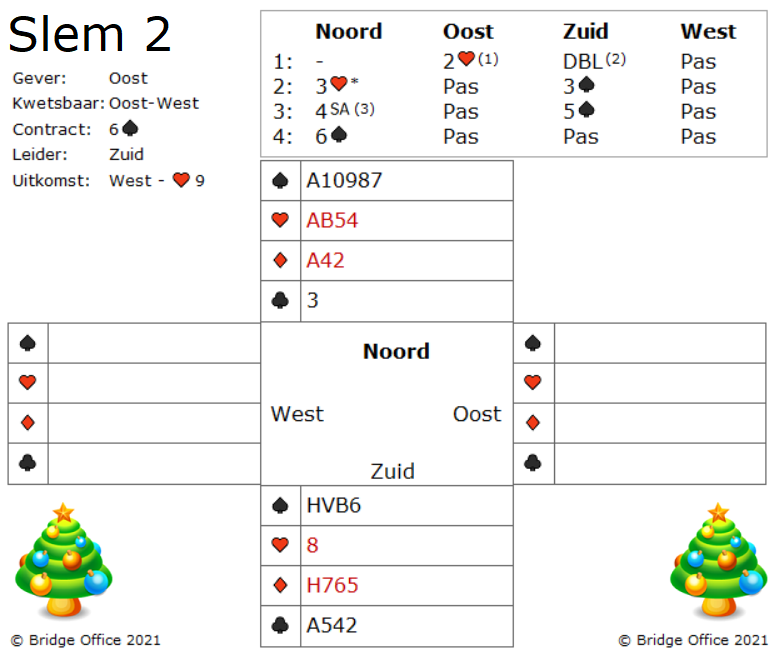 Slem 2
Gever: Oost
Kwetsbaar: Oost-West
Contract: 6♠
Leider: Zuid
Uitkomst: West - ♥ 9
Noord Oost Zuid West
1: - 2♥(1) DBL(2) Pas
2: 3♥* Pas 3♠ Pas
3: 4SA (3) Pas 5♠ Pas
4: 6♠ Pas Pas Pas
♠ A10987
♥ AB54
♦ A42
♣ 3
♠ ♠
♥ ♥
♦ ♦
♣ ♣
Noord
West Oost
Zuid
♠ HVB6
♥ 8
♦ H765
♣ A542
© Bridge Office 2021 © Bridge Office 2021